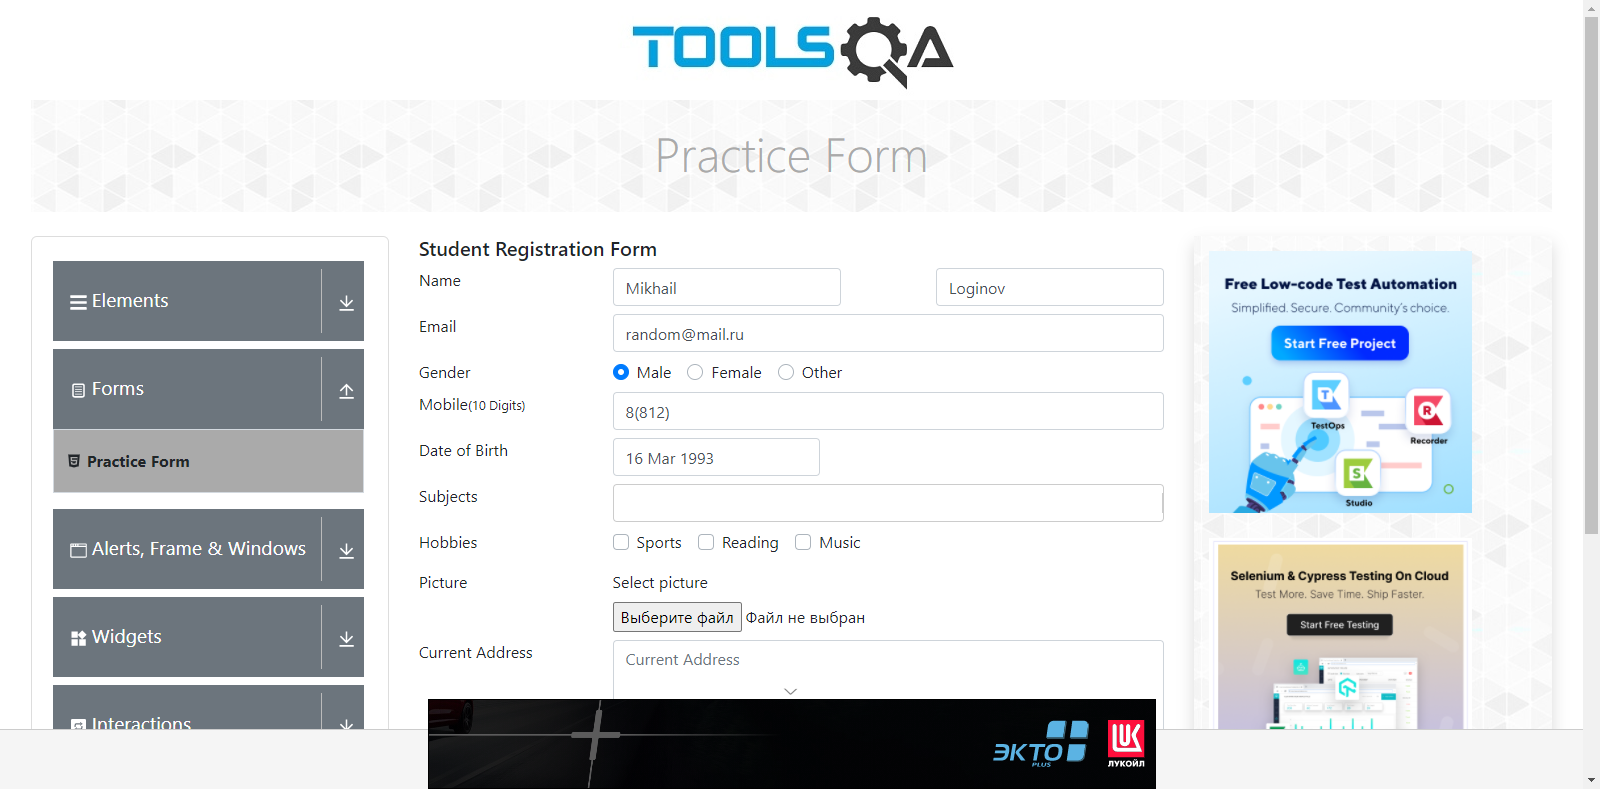 TOOLSQA
Practice Form
Elements
Forms
Practice Form
Alerts, Frame & Windows
Widgets
Interactions
Student Registration Form
Name
Mikhail
Loginov
Email
random@mail.ru
Gender
Male
Female
Other
Mobile(10 Digits)
8(812)
Date of Birth
16 Mar 1993
Subjects
Hobbies
Sports
Reading
Music
Picture
Select picture
Выберите файл Файл не выбран
Current Address
Current Address
Free Low-code Test Automation
Simplified. Secure. Community's choice.
Start Free Project
TestOps
Recorder
Studio
Selenium & Cypress Testing On Cloud
Test More. Save Time. Ship Faster.
Start Free Testing
ЭКТО
PLUS
LUK
ЛУКОЙЛ